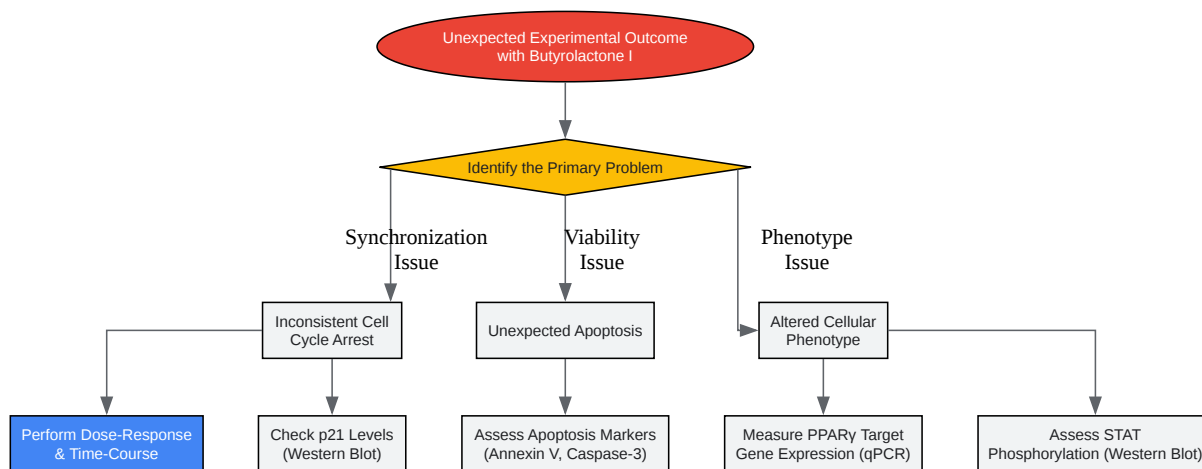 Unexpected Experimental Outcome
with Butyrolactone I
Identify the Primary Problem
Synchronization
Issue
Viability
Issue
Phenotype
Issue
Inconsistent Cell
Cycle Arrest
Unexpected Apoptosis
Altered Cellular
Phenotype
Perform Dose-Response
& Time-Course
Check p21 Levels
(Western Blot)
Assess Apoptosis Markers
(Annexin V, Caspase-3)
Measure PPARγ Target
Gene Expression (qPCR)
Assess STAT
Phosphorylation (Western Blot)